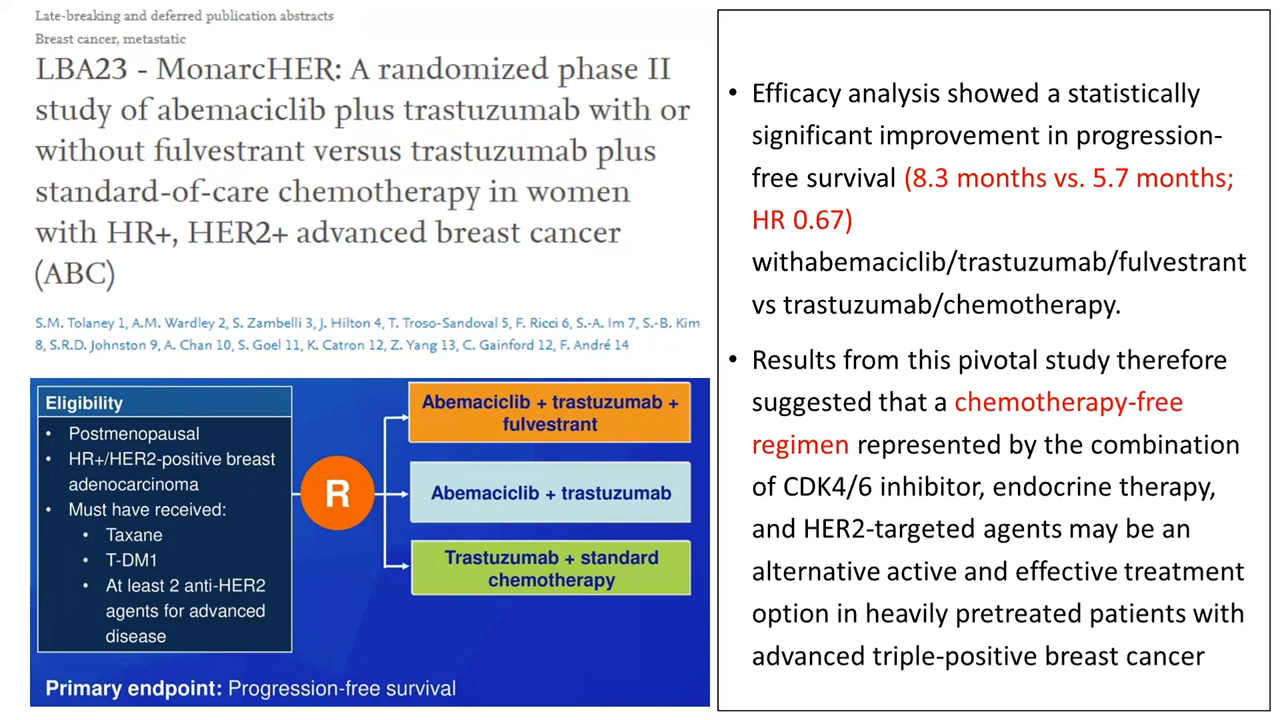 Late-breaking and deferred publication abstracts
Breast cancer, metastatic
LBA23 - MonarcHER: A randomized phase II
study of abemaciclib plus trastuzumab with or
without fulvestrant versus trastuzumab plus
standard-of-care chemotherapy in women
with HR+, HER2+ advanced breast cancer
(ABC)
S.M. Tolaney 1, A.M. Wardley 2, S. Zambelli 3, J. Hilton 4, T. Troso-Sandoval 5, F. Ricci 6, S.-A. Im 7, S.-B. Kim
8, S.R.D. Johnston 9, A. Chan 10, S. Goel 11, K. Catron 12, Z. Yang 13, C. Gainford 12, F. André 14
Eligibility
• Postmenopausal
• HR+/HER2-positive breast
adenocarcinoma
• Must have received:
• Taxane
• T-DM1
• At least 2 anti-HER2
agents for advanced
disease
R
Abemaciclib + trastuzumab +
fulvestrant
Abemaciclib + trastuzumab
Trastuzumab + standard
chemotherapy
Primary endpoint: Progression-free survival
• Efficacy analysis showed a statistically
significant improvement in progression-
free survival (8.3 months vs. 5.7 months;
HR 0.67)
withabemaciclib/trastuzumab/fulvestrant
vs trastuzumab/chemotherapy.
• Results from this pivotal study therefore
suggested that a chemotherapy-free
regimen represented by the combination
of CDK4/6 inhibitor, endocrine therapy,
and HER2-targeted agents may be an
alternative active and effective treatment
option in heavily pretreated patients with
advanced triple-positive breast cancer